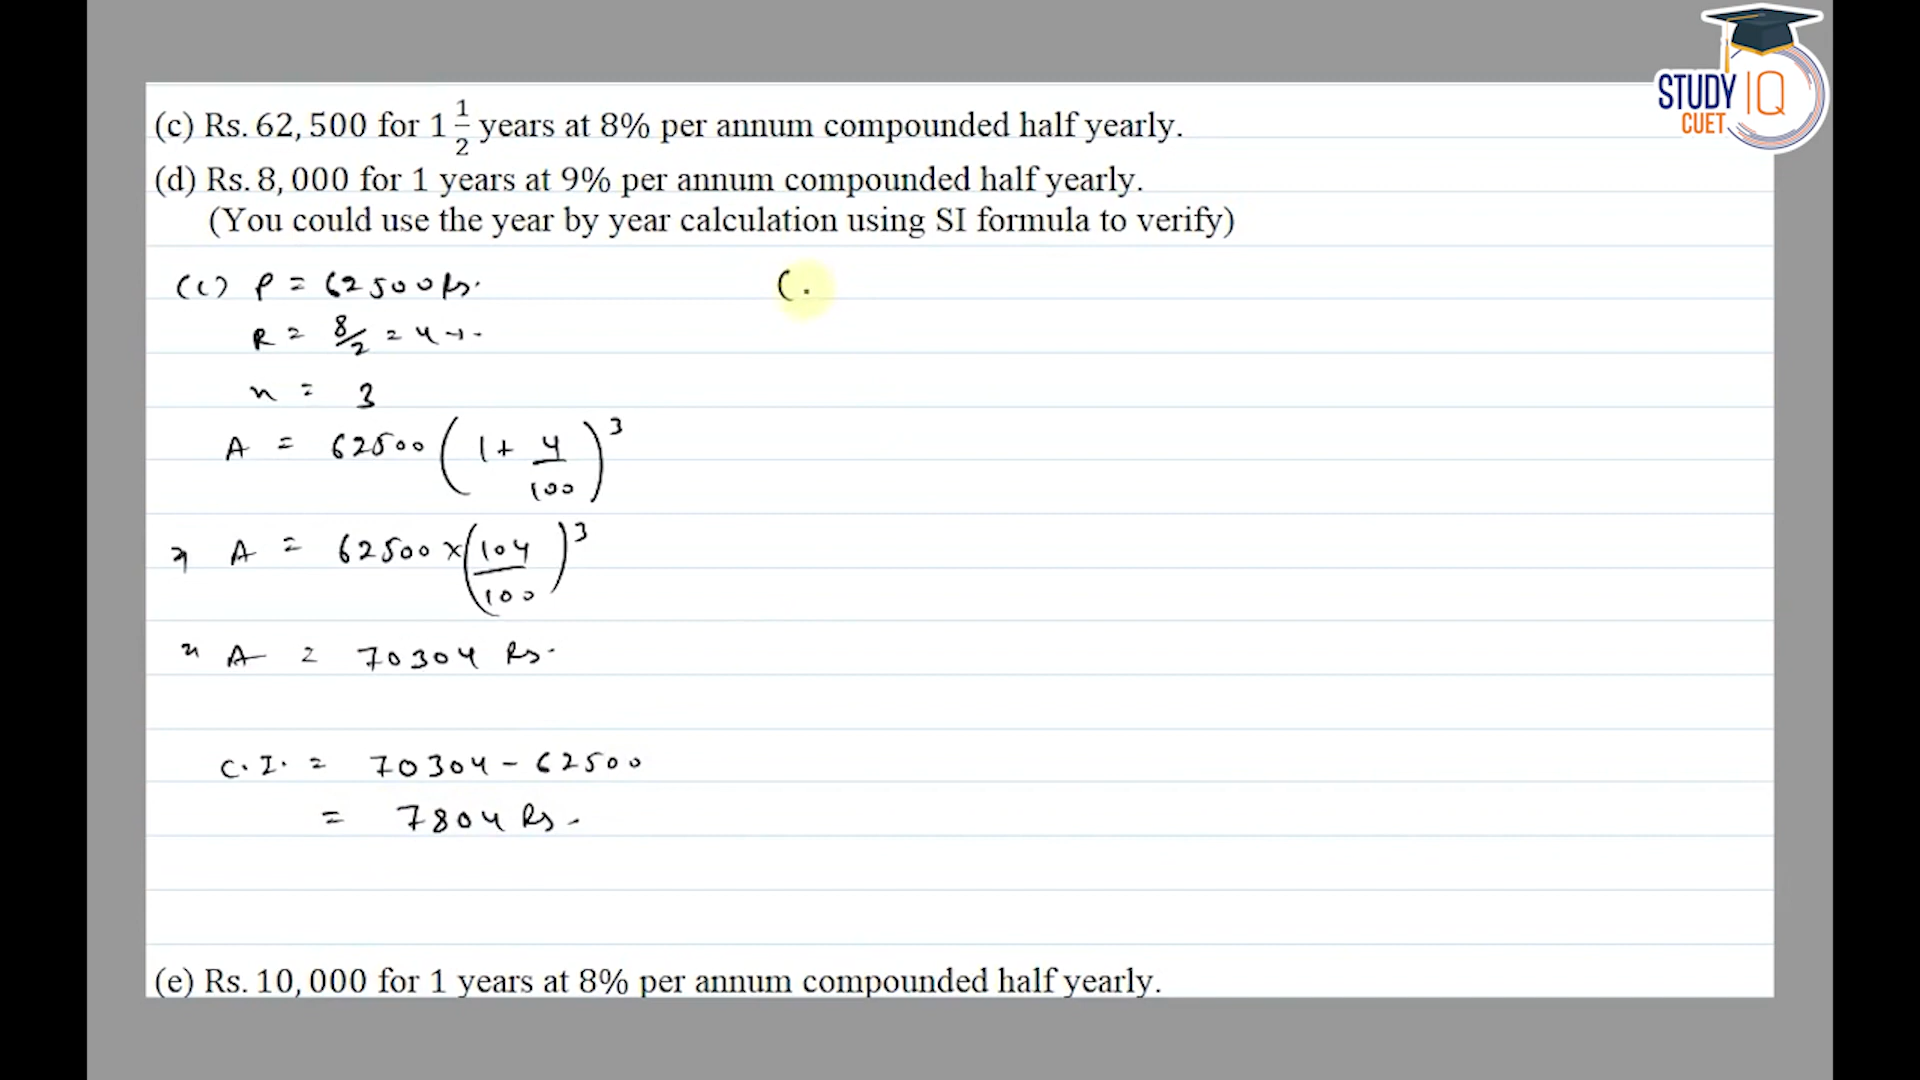 STUDY IQ
CUET
(c) Rs. 62, 500 for 1 1/2 years at 8% per annum compounded half yearly.
(d) Rs. 8, 000 for 1 years at 9% per annum compounded half yearly.
(You could use the year by year calculation using SI formula to verify)
(c) P = 62500 Rs.
R = 8/2 = 4
n = 3
A = 62500 (1 + 4/100)^3
A = 62500 × (104/100)^3
A = 70304 Rs.
C.I. = 70304 - 62500
= 7804 Rs.
(
(e) Rs. 10, 000 for 1 years at 8% per annum compounded half yearly.